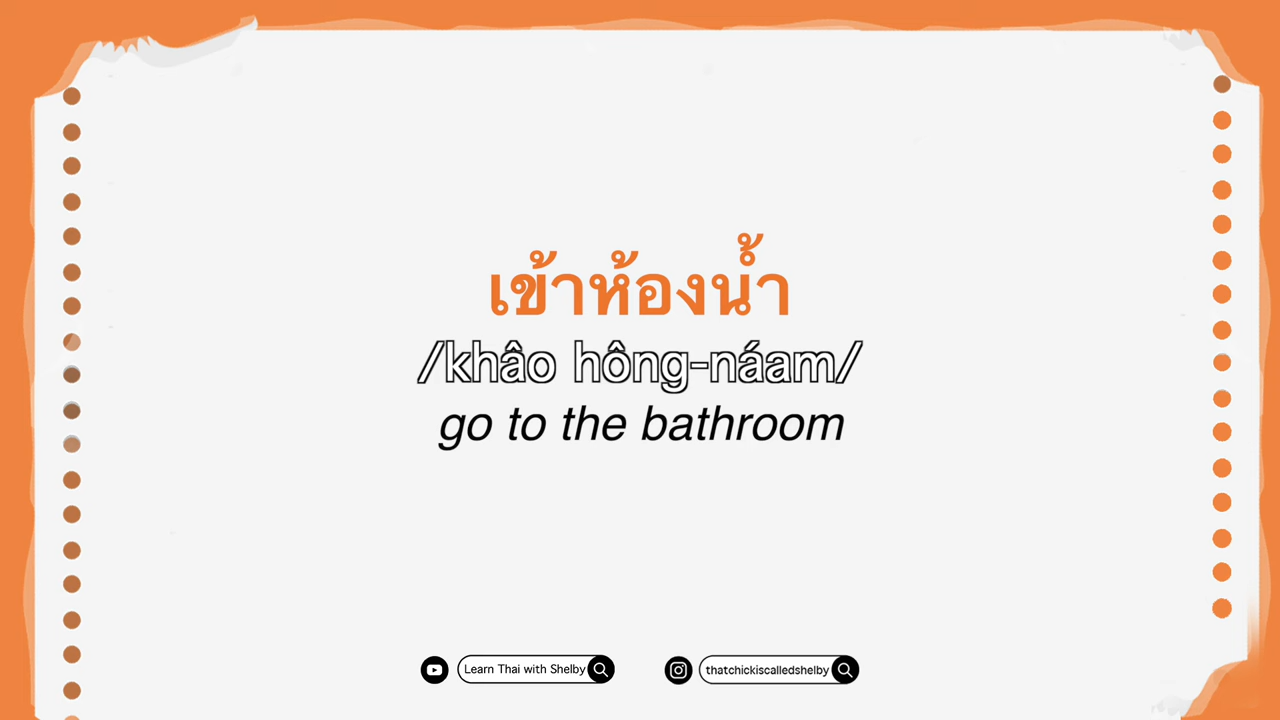 เข้าห้องน้ำ
/khâo hông-náam/
go to the bathroom
Learn Thai with Shelby
thatchickiscalledshelby